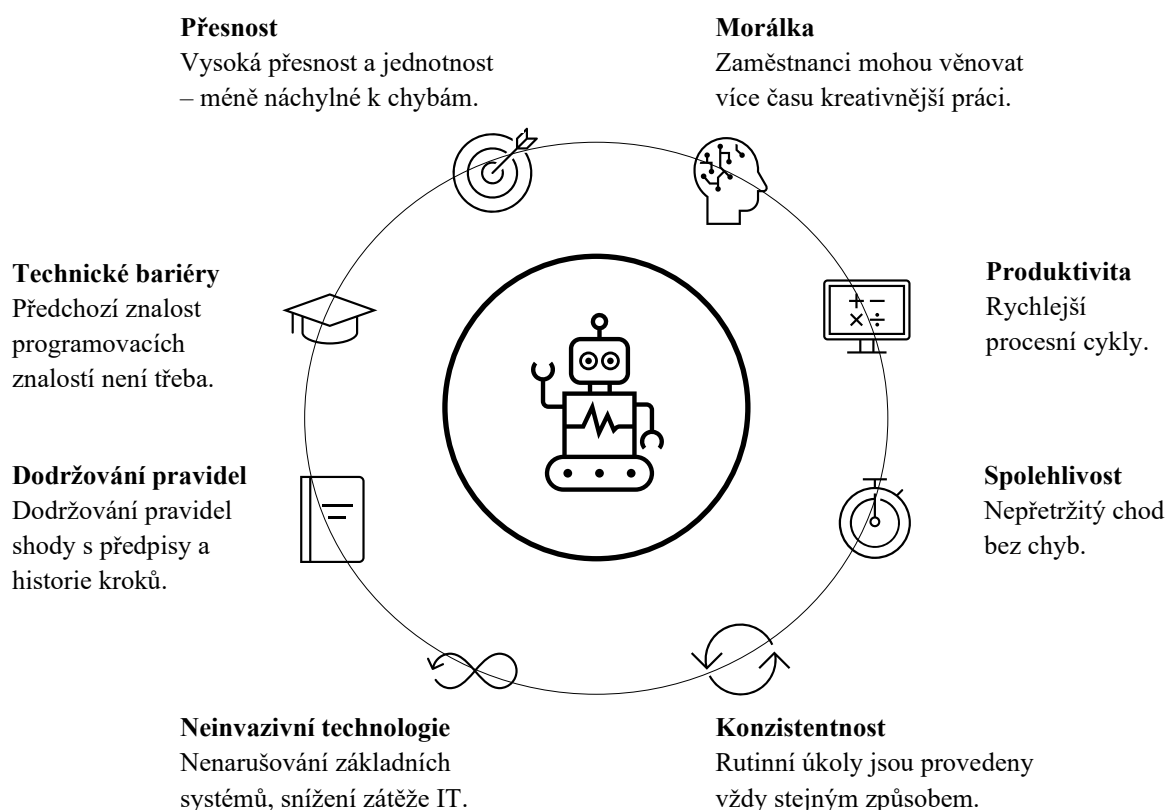 Přesnost
Vysoká přesnost a jednotnost
– méně náchylné k chybám.
Morálka
Zaměstnanci mohou věnovat
více času kreativnější práci.
Technické bariéry
Předchozí znalost
programovacích
znalostí není třeba.
Produktivita
Rychlejší
procesní cykly.
Dodržování pravidel
Dodržování pravidel
shody s předpisy a
historie kroků.
Spolehlivost
Nepřetržitý chod
bez chyb.
Neinvazivní technologie
Nenarušování základních
systémů, snížení zátěže IT.
Konzistentnost
Rutinní úkoly jsou provedeny
vždy stejným způsobem.